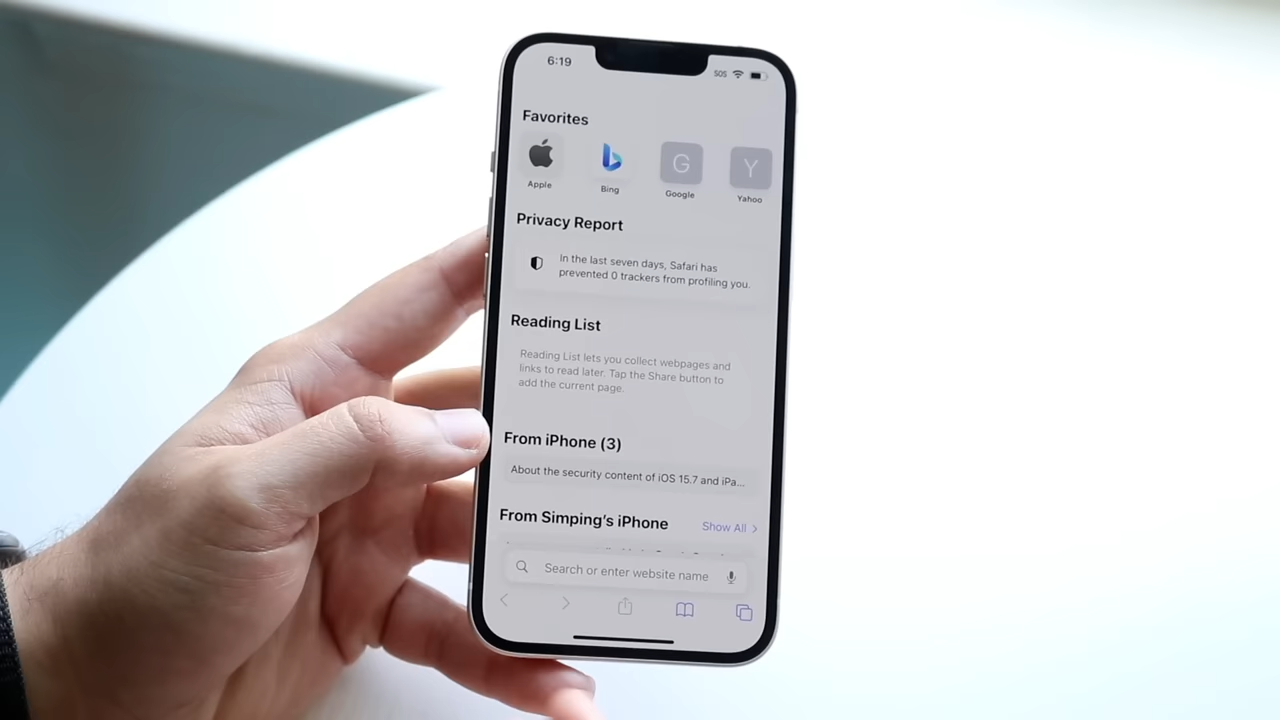 6:19
SOS
Favorites
G
Y
Apple
Bing
Google
Yahoo
Privacy Report
In the last seven days, Safari has
prevented 0 trackers from profiling you.
Reading List
Reading List lets you collect webpages and
links to read later. Tap the Share button to
add the current page.
From iPhone (3)
About the security content of iOS 15.7 and iPa...
From Simping's iPhone
Show All >
Search or enter website name